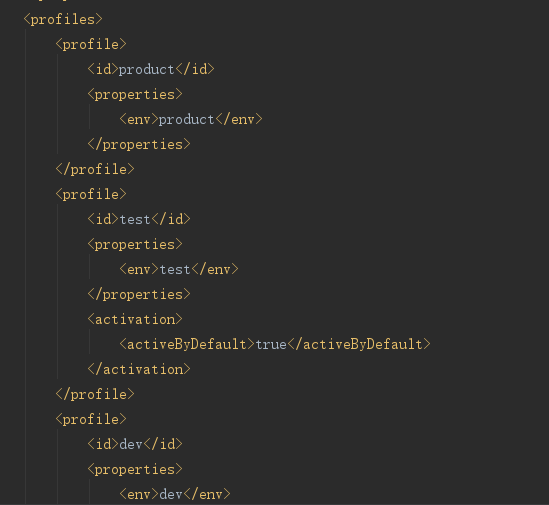 <profiles>
<profile>
<id>product</id>
<properties>
<env>product</env>
</properties>
</profile>
<profile>
<id>test</id>
<properties>
<env>test</env>
</properties>
<activation>
<activeByDefault>true</activeByDefault>
</activation>
</profile>
<profile>
<id>dev</id>
<properties>
<env>dev</env>